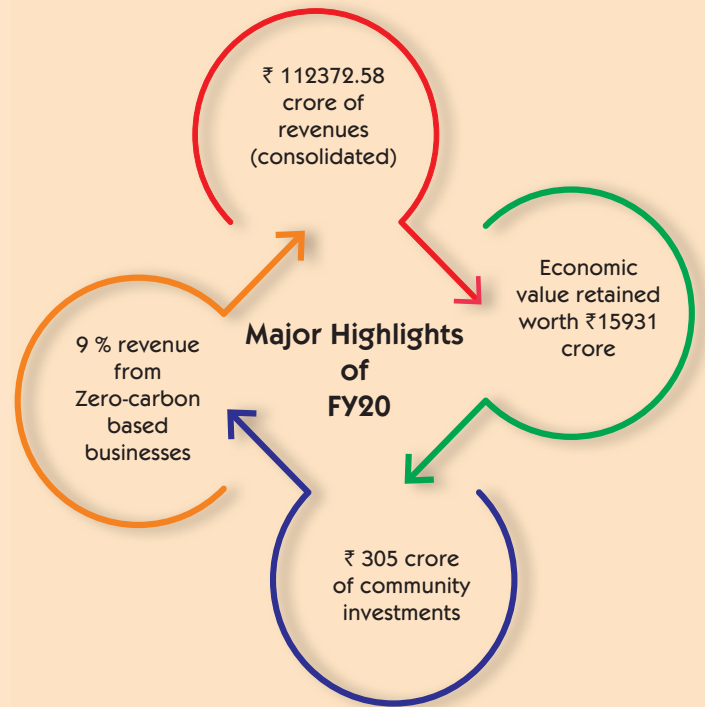 ₹ 112372.58
crore of
revenues
(consolidated)
Economic
value retained
worth ₹15931
crore
Major Highlights
of
FY20
9 % revenue
from
Zero-carbon
based
businesses
₹ 305 crore
of community
investments